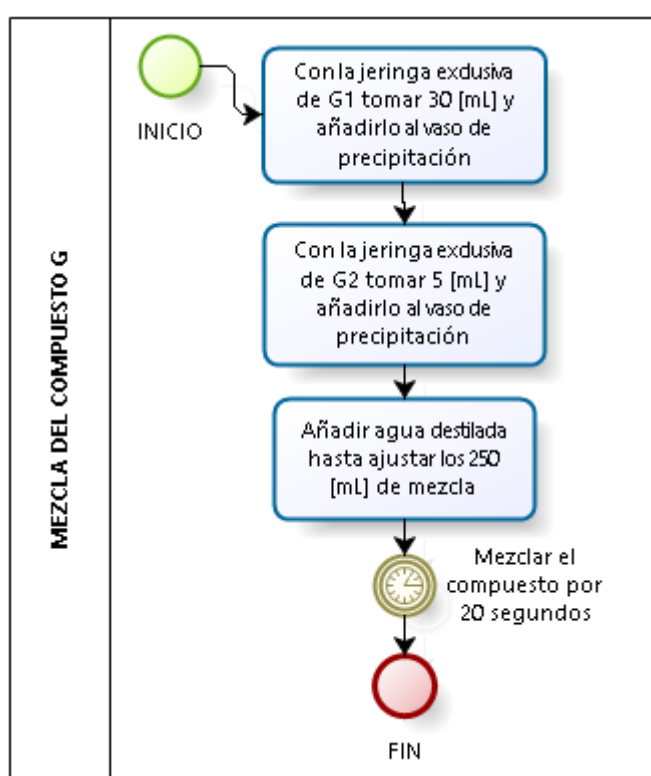 MEZCLA DEL COMPUESTO G
INICIO
Con la jeringa exclusiva
de G1 tomar 30 [mL] y
añadirlo al vaso de
precipitación
Con la jeringa exclusiva
de G2 tomar 5 [mL] y
añadirlo al vaso de
precipitación
Añadir agua destilada
hasta ajustar los 250
[mL] de mezcla
Mezclar el
compuesto por
20 segundos
FIN